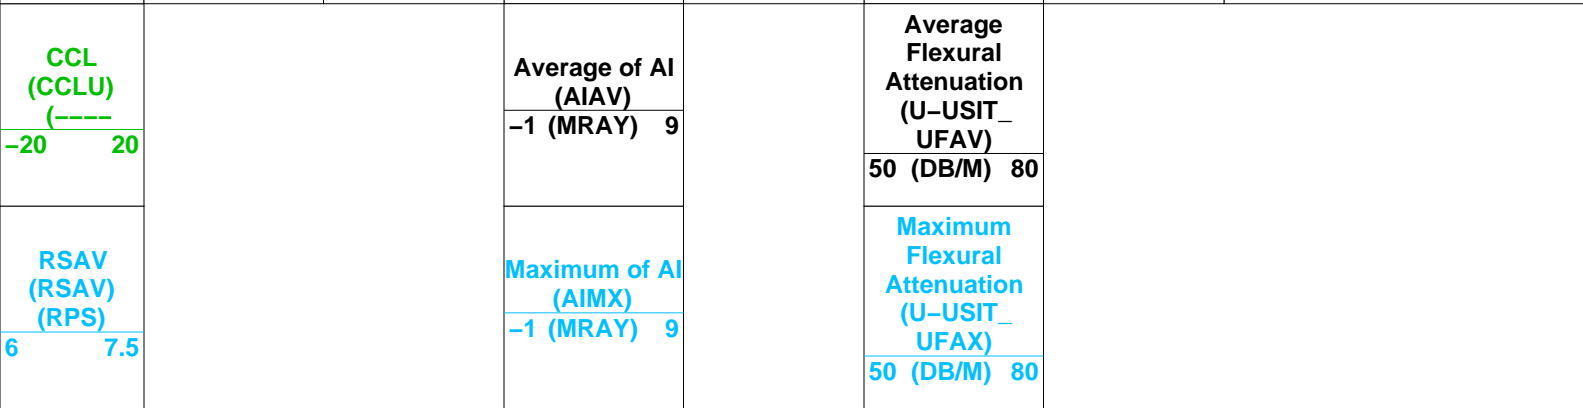 CCL
(CCLU)
(––––
–20 20
Average of AI
(AIAV)
–1 (MRAY) 9
Average
Flexural
Attenuation
(U–USIT_
UFAV)
50 (DB/M) 80
RSAV
(RSAV)
(RPS)
6 7.5
Maximum of AI
(AIMX)
–1 (MRAY) 9
Maximum
Flexural
Attenuation
(U–USIT_
UFAX)
50 (DB/M) 80